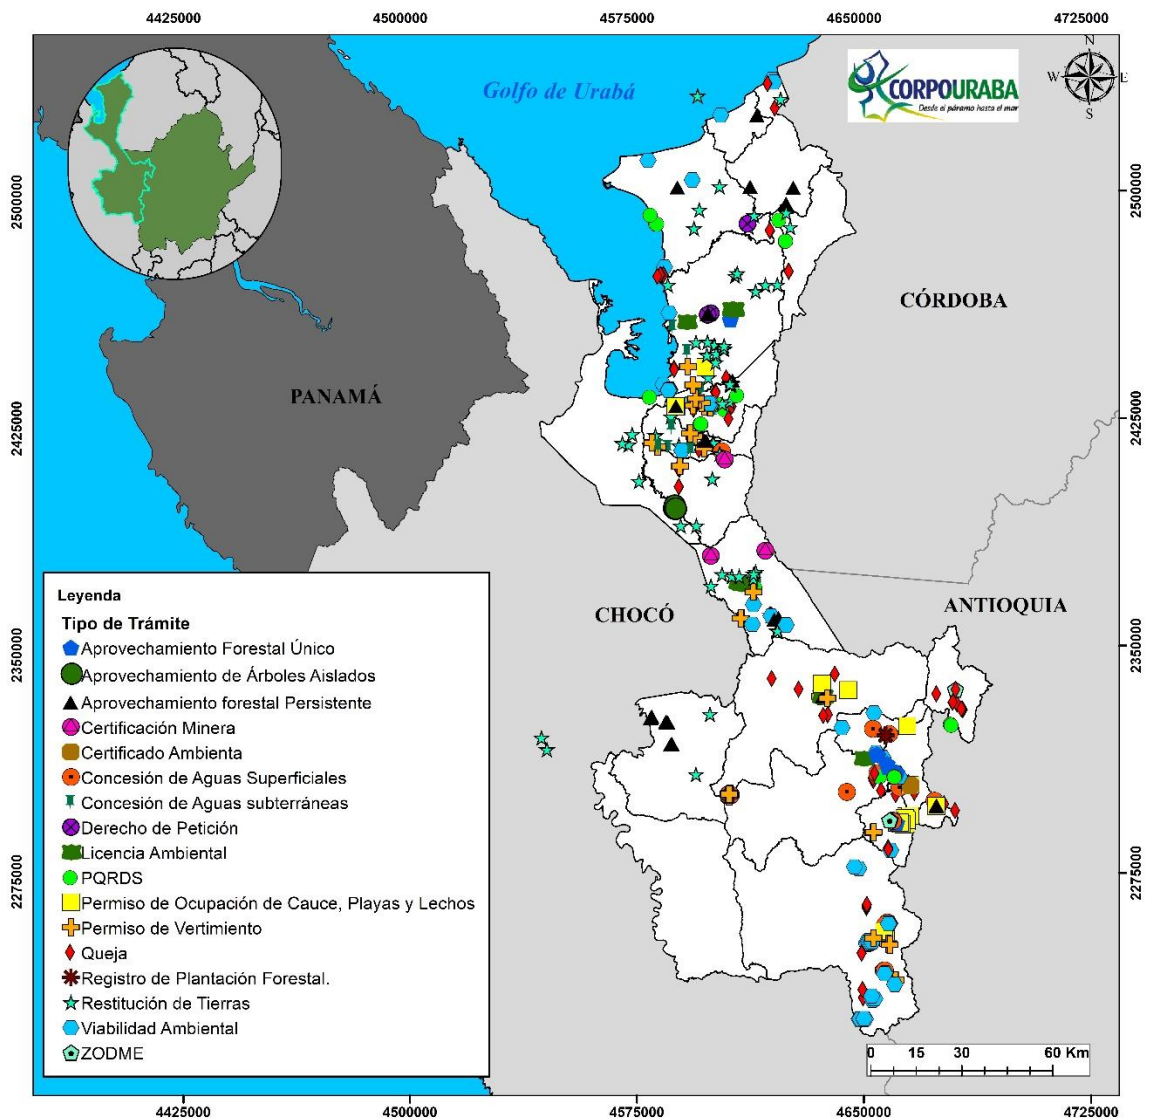 4425000 4500000 4575000 4650000 4725000
Golfo de Urabá
CORPOURABA
Desde el páramo hasta el mar
N
W E
S
2500000 2500000
CÓRDOBA
PANAMÁ
2425000 2425000
CHOCÓ
ANTIOQUIA
2350000 2350000
2275000 2275000
Leyenda
Tipo de Trámite
Aprovechamiento Forestal Único
Aprovechamiento de Árboles Aislados
Aprovechamiento forestal Persistente
Certificación Minera
Certificado Ambienta
Concesión de Aguas Superficiales
Concesión de Aguas subterráneas
Derecho de Petición
Licencia Ambiental
PQRDS
Permiso de Ocupación de Cauce, Playas y Lechos
Permiso de Vertimiento
Queja
Registro de Plantación Forestal.
Restitución de Tierras
Viabilidad Ambiental
ZODME
0 15 30 60 Km
4425000 4500000 4575000 4650000 4725000